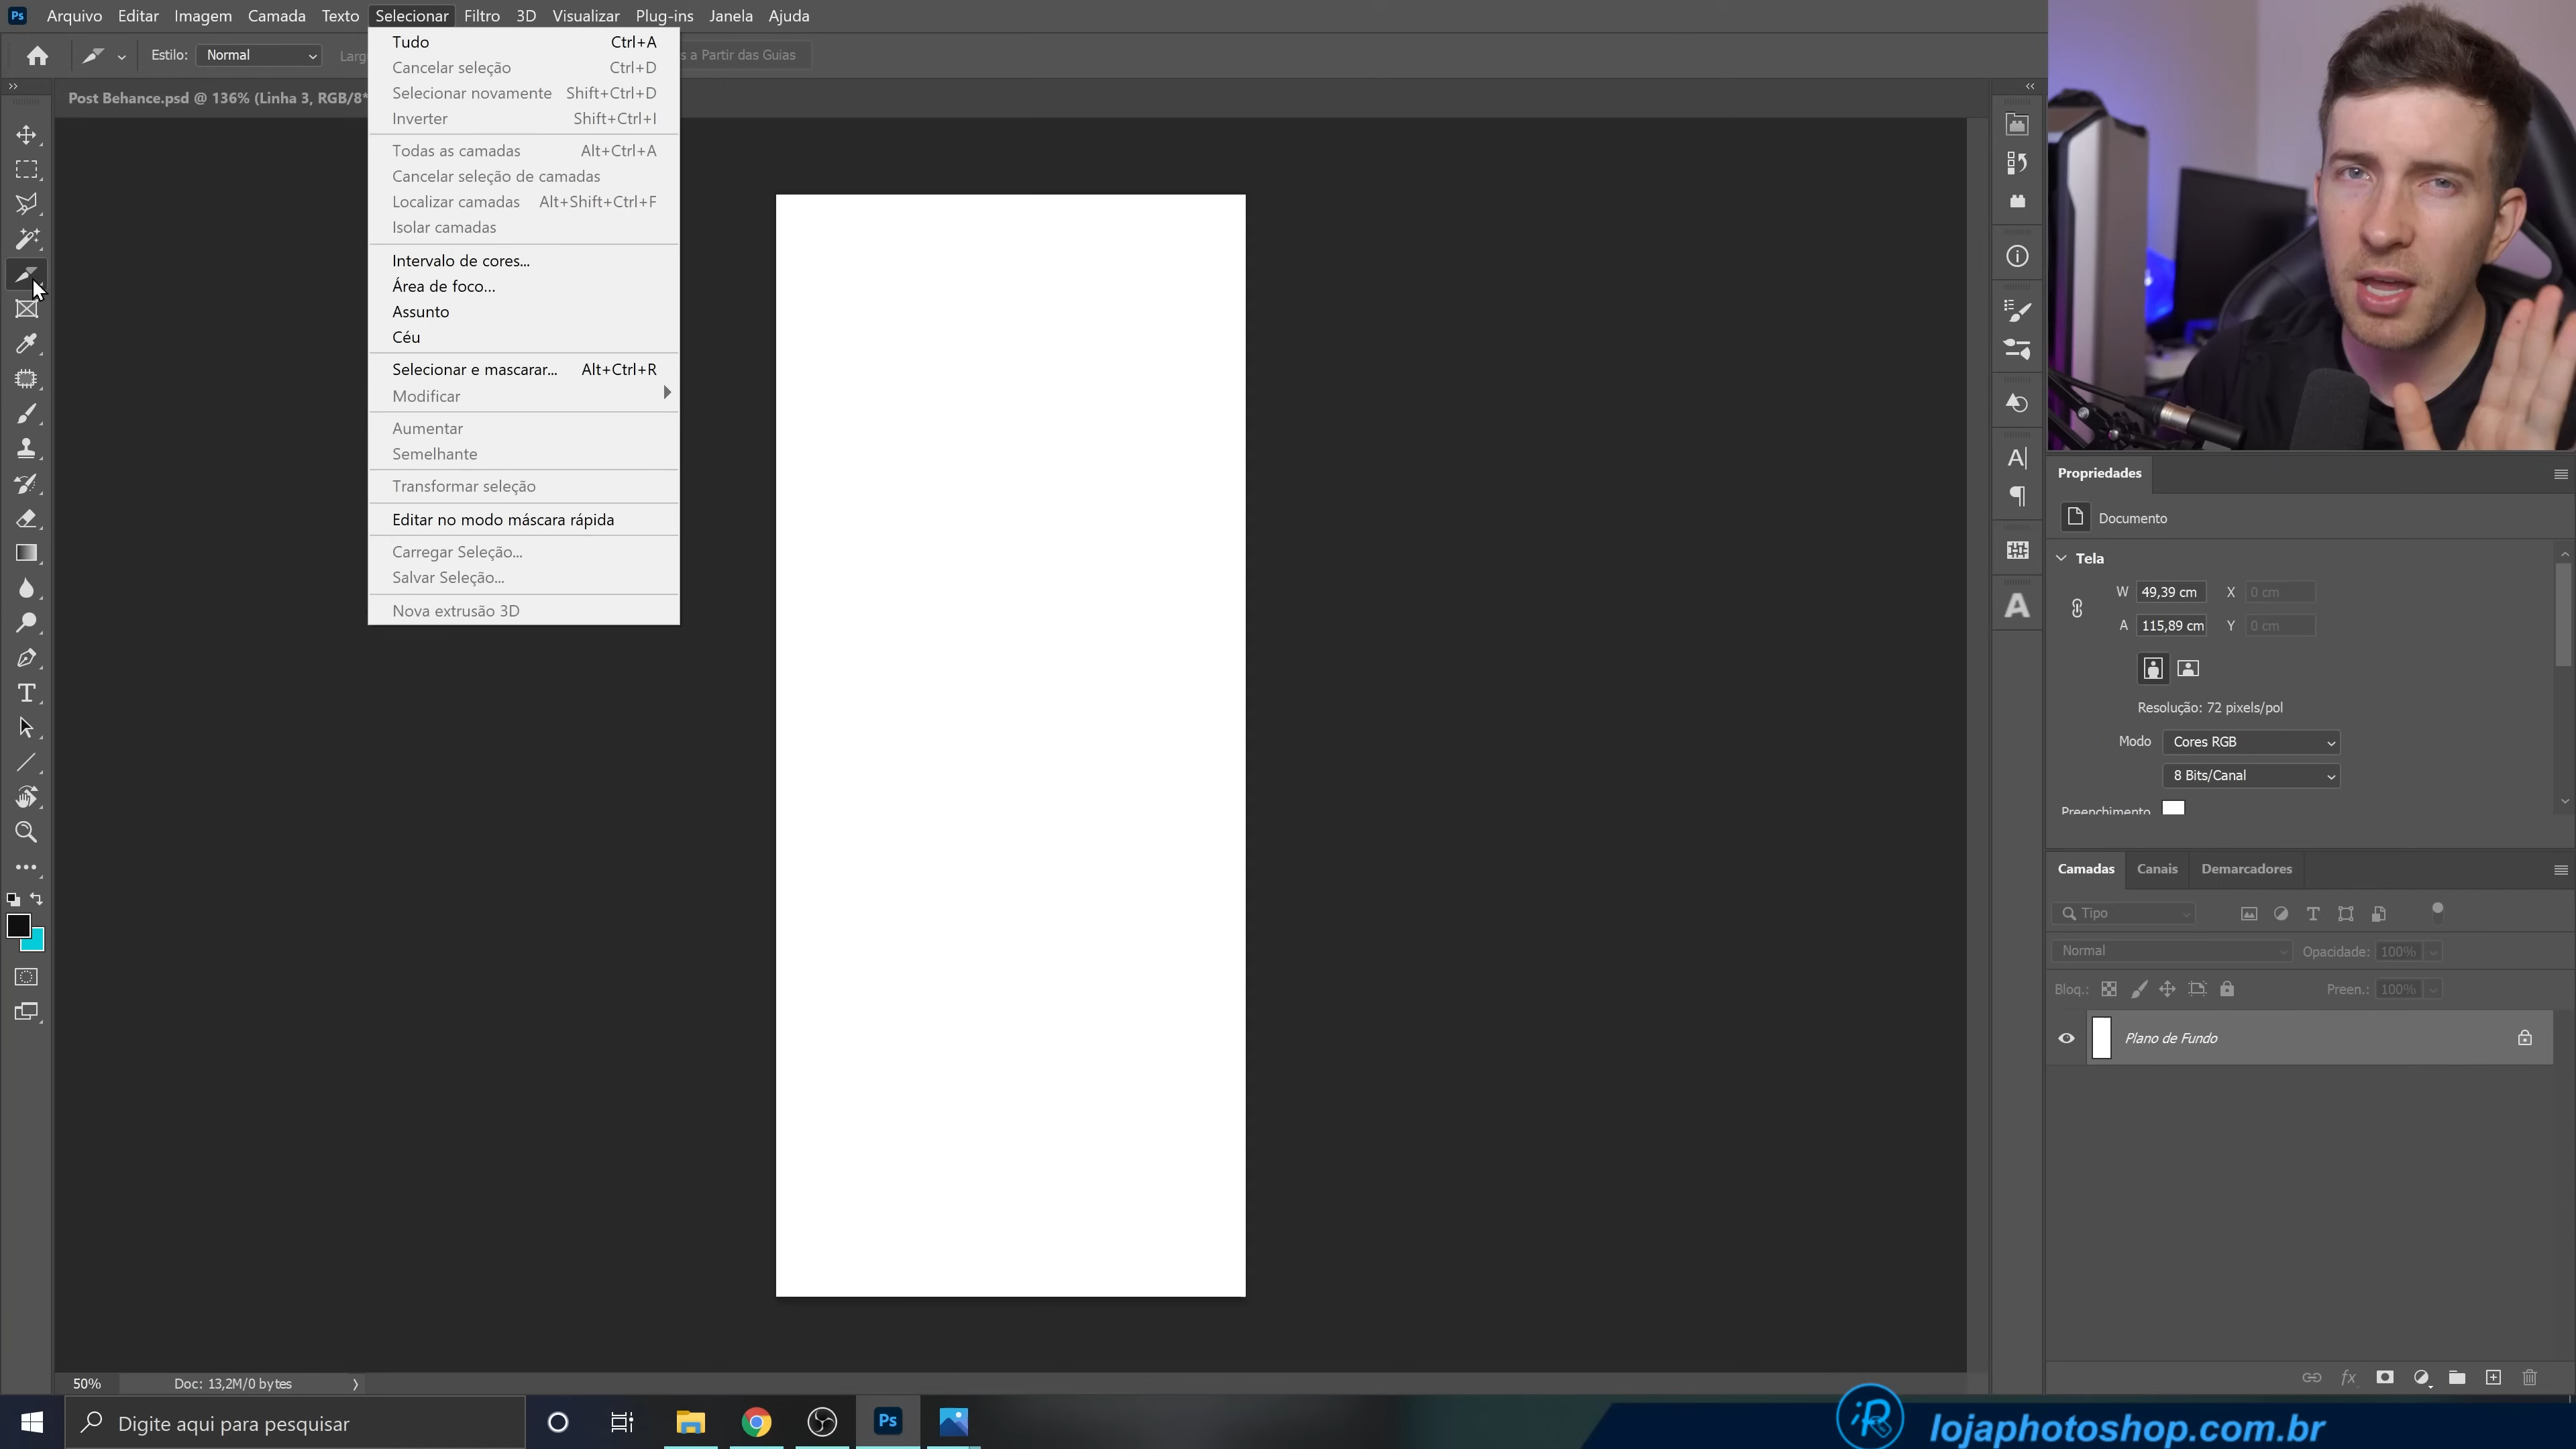 Ps Arquivo Editar Imagem Camada Texto Selecionar Filtro 3D Visualizar Plug-ins Janela Ajuda
Estilo: Normal Larg s a Partir das Guias
Post Behance.psd @ 136% (Linha 3, RGB/8*
Tudo Ctrl+A
Cancelar seleção Ctrl+D
Selecionar novamente Shift+Ctrl+D
Inverter Shift+Ctrl+I
Todas as camadas Alt+Ctrl+A
Cancelar seleção de camadas
Localizar camadas Alt+Shift+Ctrl+F
Isolar camadas
Intervalo de cores...
Área de foco...
Assunto
Céu
Selecionar e mascarar... Alt+Ctrl+R
Modificar
Aumentar
Semelhante
Transformar seleção
Editar no modo máscara rápida
Carregar Seleção...
Salvar Seleção...
Nova extrusão 3D
Propriedades
Documento
Tela
W 49,39 cm X 0 cm
A 115,89 cm Y 0 cm
Resolução: 72 pixels/pol
Modo Cores RGB
8 Bits/Canal
Preenchimento
Camadas Canais Demarcadores
Tipo
Normal Opacidade: 100%
Bloq.: Preen.: 100%
Plano de Fundo
fx
50% Doc: 13,2M/0 bytes
Digite aqui para pesquisar
Ps
iR lojaphotoshop.com.br